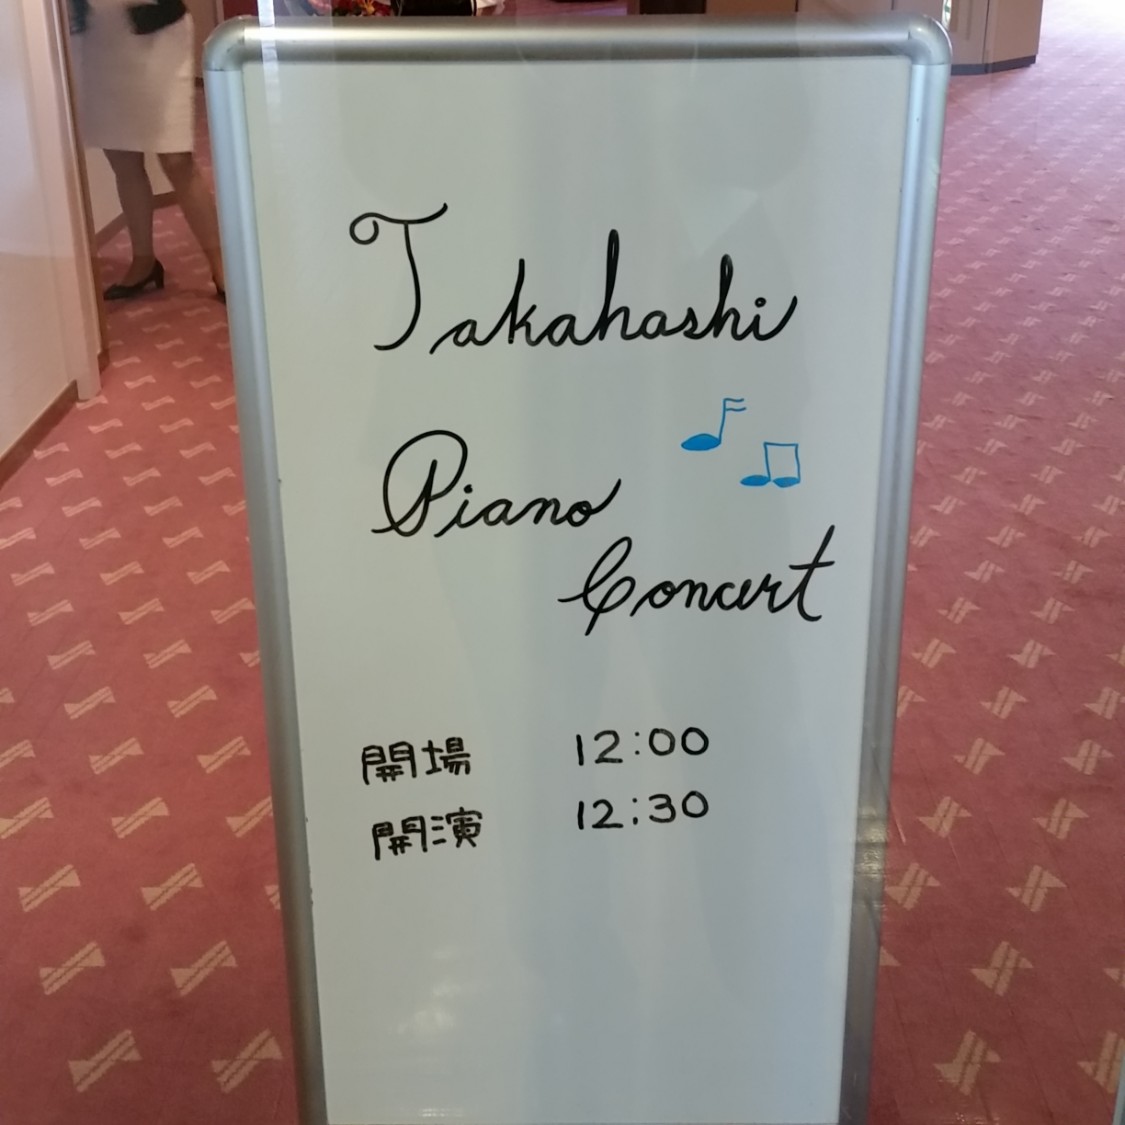 Takahashi
Piano
Concert
開場 12:00
開演 12:30